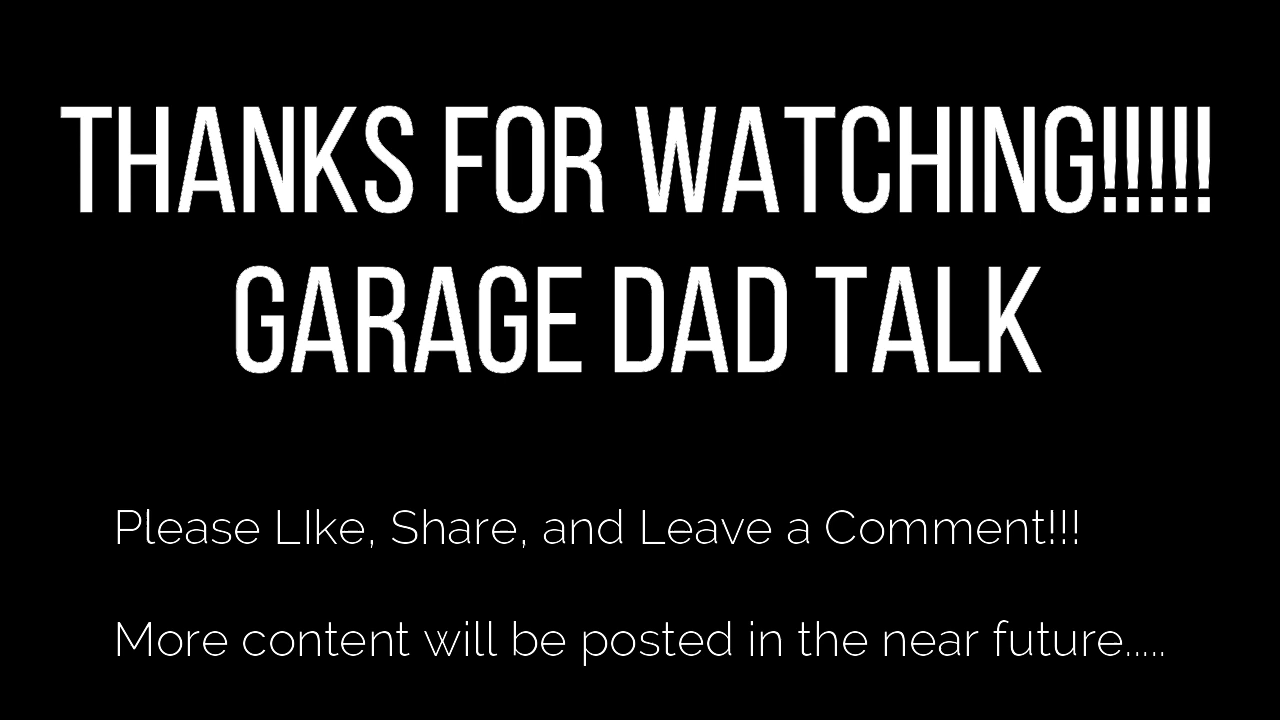 THANKS FOR WATCHING!!!!!
GARAGE DAD TALK
Please LIke, Share, and Leave a Comment!!!
More content will be posted in the near future.....